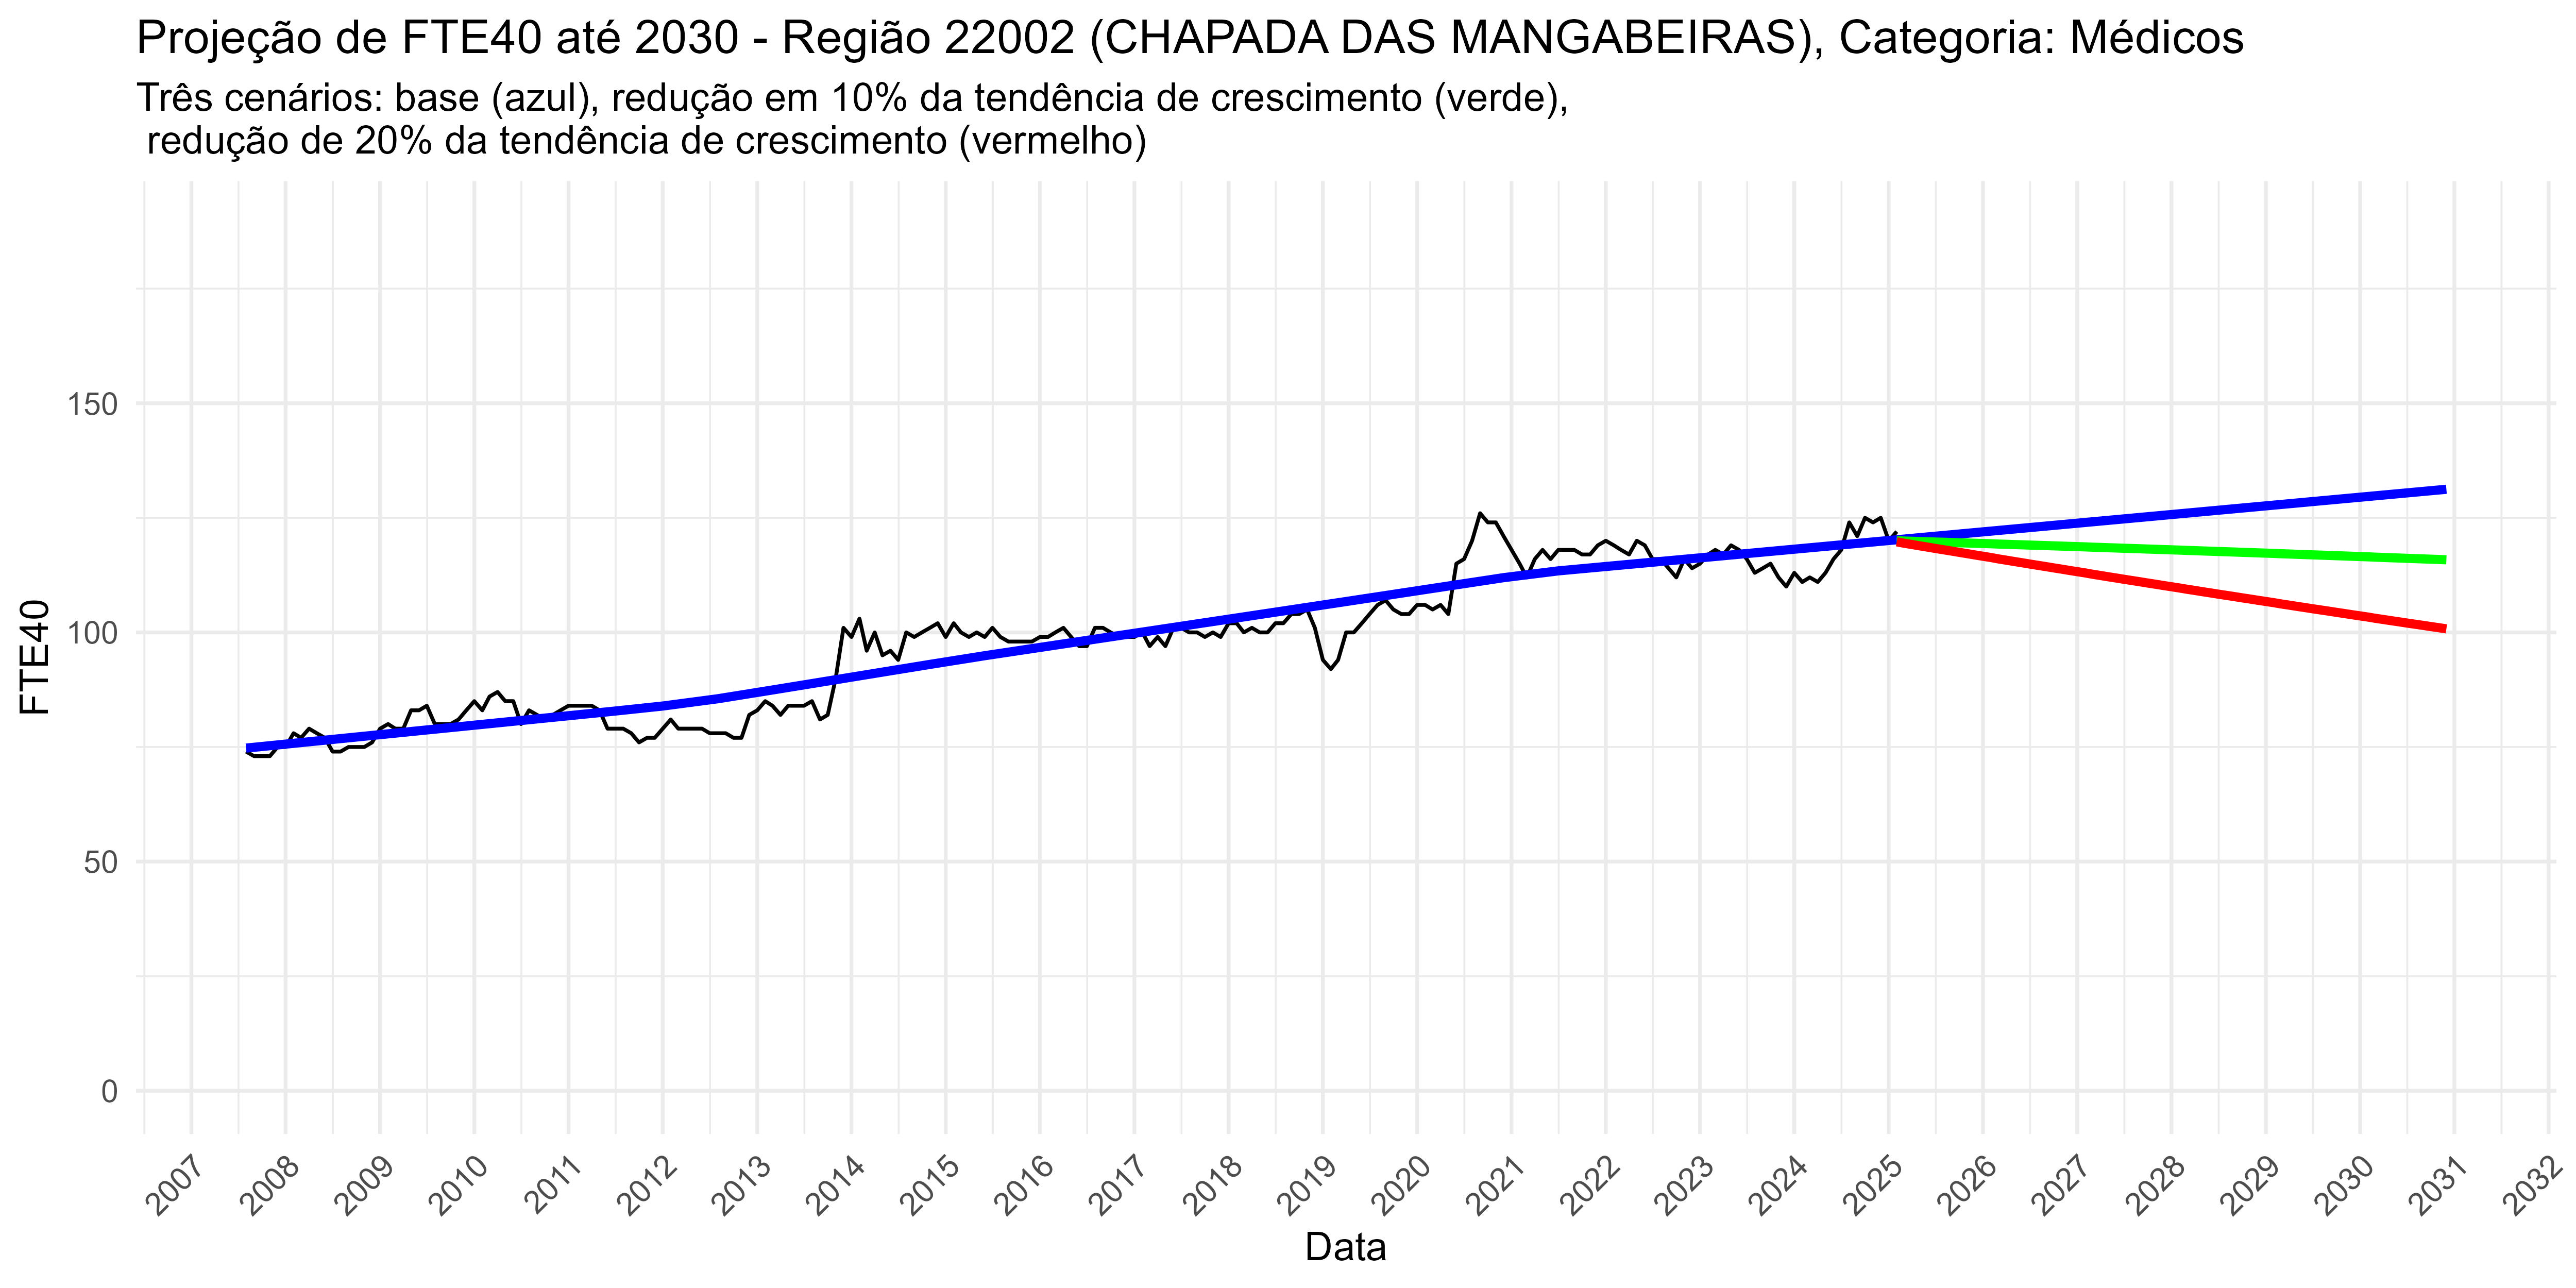 Projeção de FTE40 até 2030 - Região 22002 (CHAPADA DAS MANGABEIRAS), Categoria: Médicos
Três cenários: base (azul), redução em 10% da tendência de crescimento (verde),
redução de 20% da tendência de crescimento (vermelho)
150
100
50
0
FTE40
2007 2008 2009 2010 2011 2012 2013 2014 2015 2016 2017 2018 2019 2020 2021 2022 2023 2024 2025 2026 2027 2028 2029 2030 2031 2032
Data